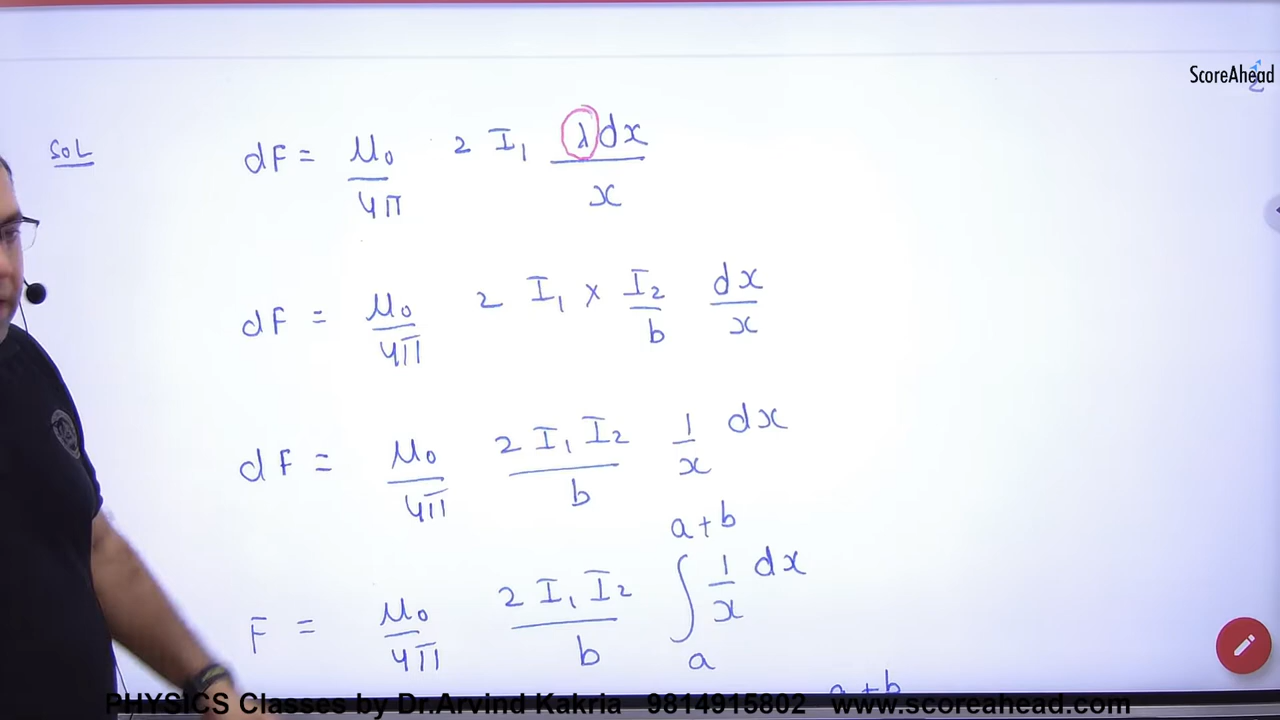 ScoreAhead
SOL
dF = μ₀/4π 2 I₁ λdx/x
dF = μ₀/4π 2 I₁ × I₂/b dx/x
dF = μ₀/4π 2 I₁ I₂/b 1/x dx
a+b
F = μ₀/4π 2 I₁ I₂/b ∫ 1/x dx
a
a+b
PHYSICS Classes by Dr.Arvind Kakria 9814915802 www.scoreahead.com